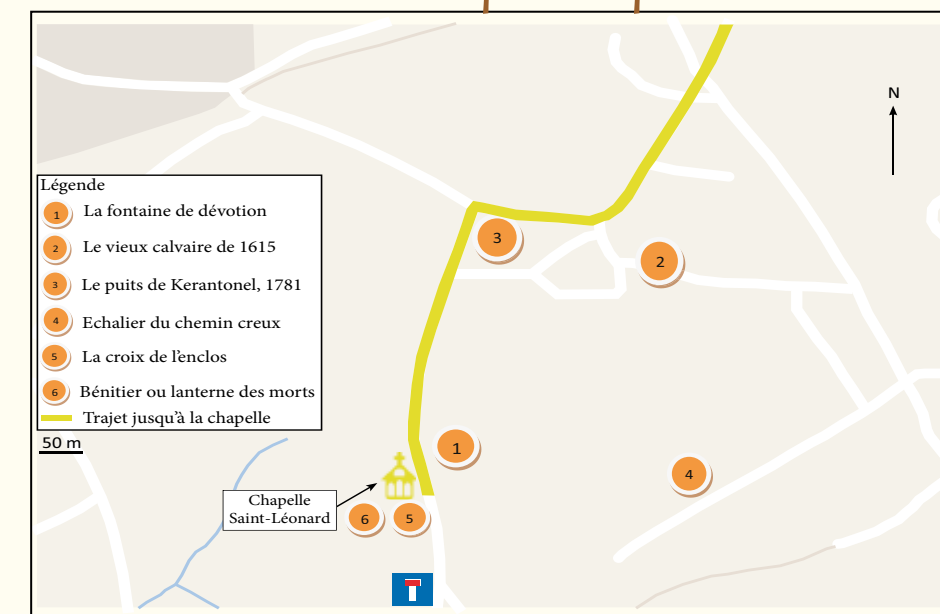 N
Légende
1 La fontaine de dévotion
2 Le vieux calvaire de 1615
3 Le puits de Kerantonel, 1781
4 Echalier du chemin creux
5 La croix de l'enclos
6 Bénitier ou lanterne des morts
Trajet jusqu'à la chapelle
50 m
3
2
1
4
Chapelle
Saint-Léonard
6
5